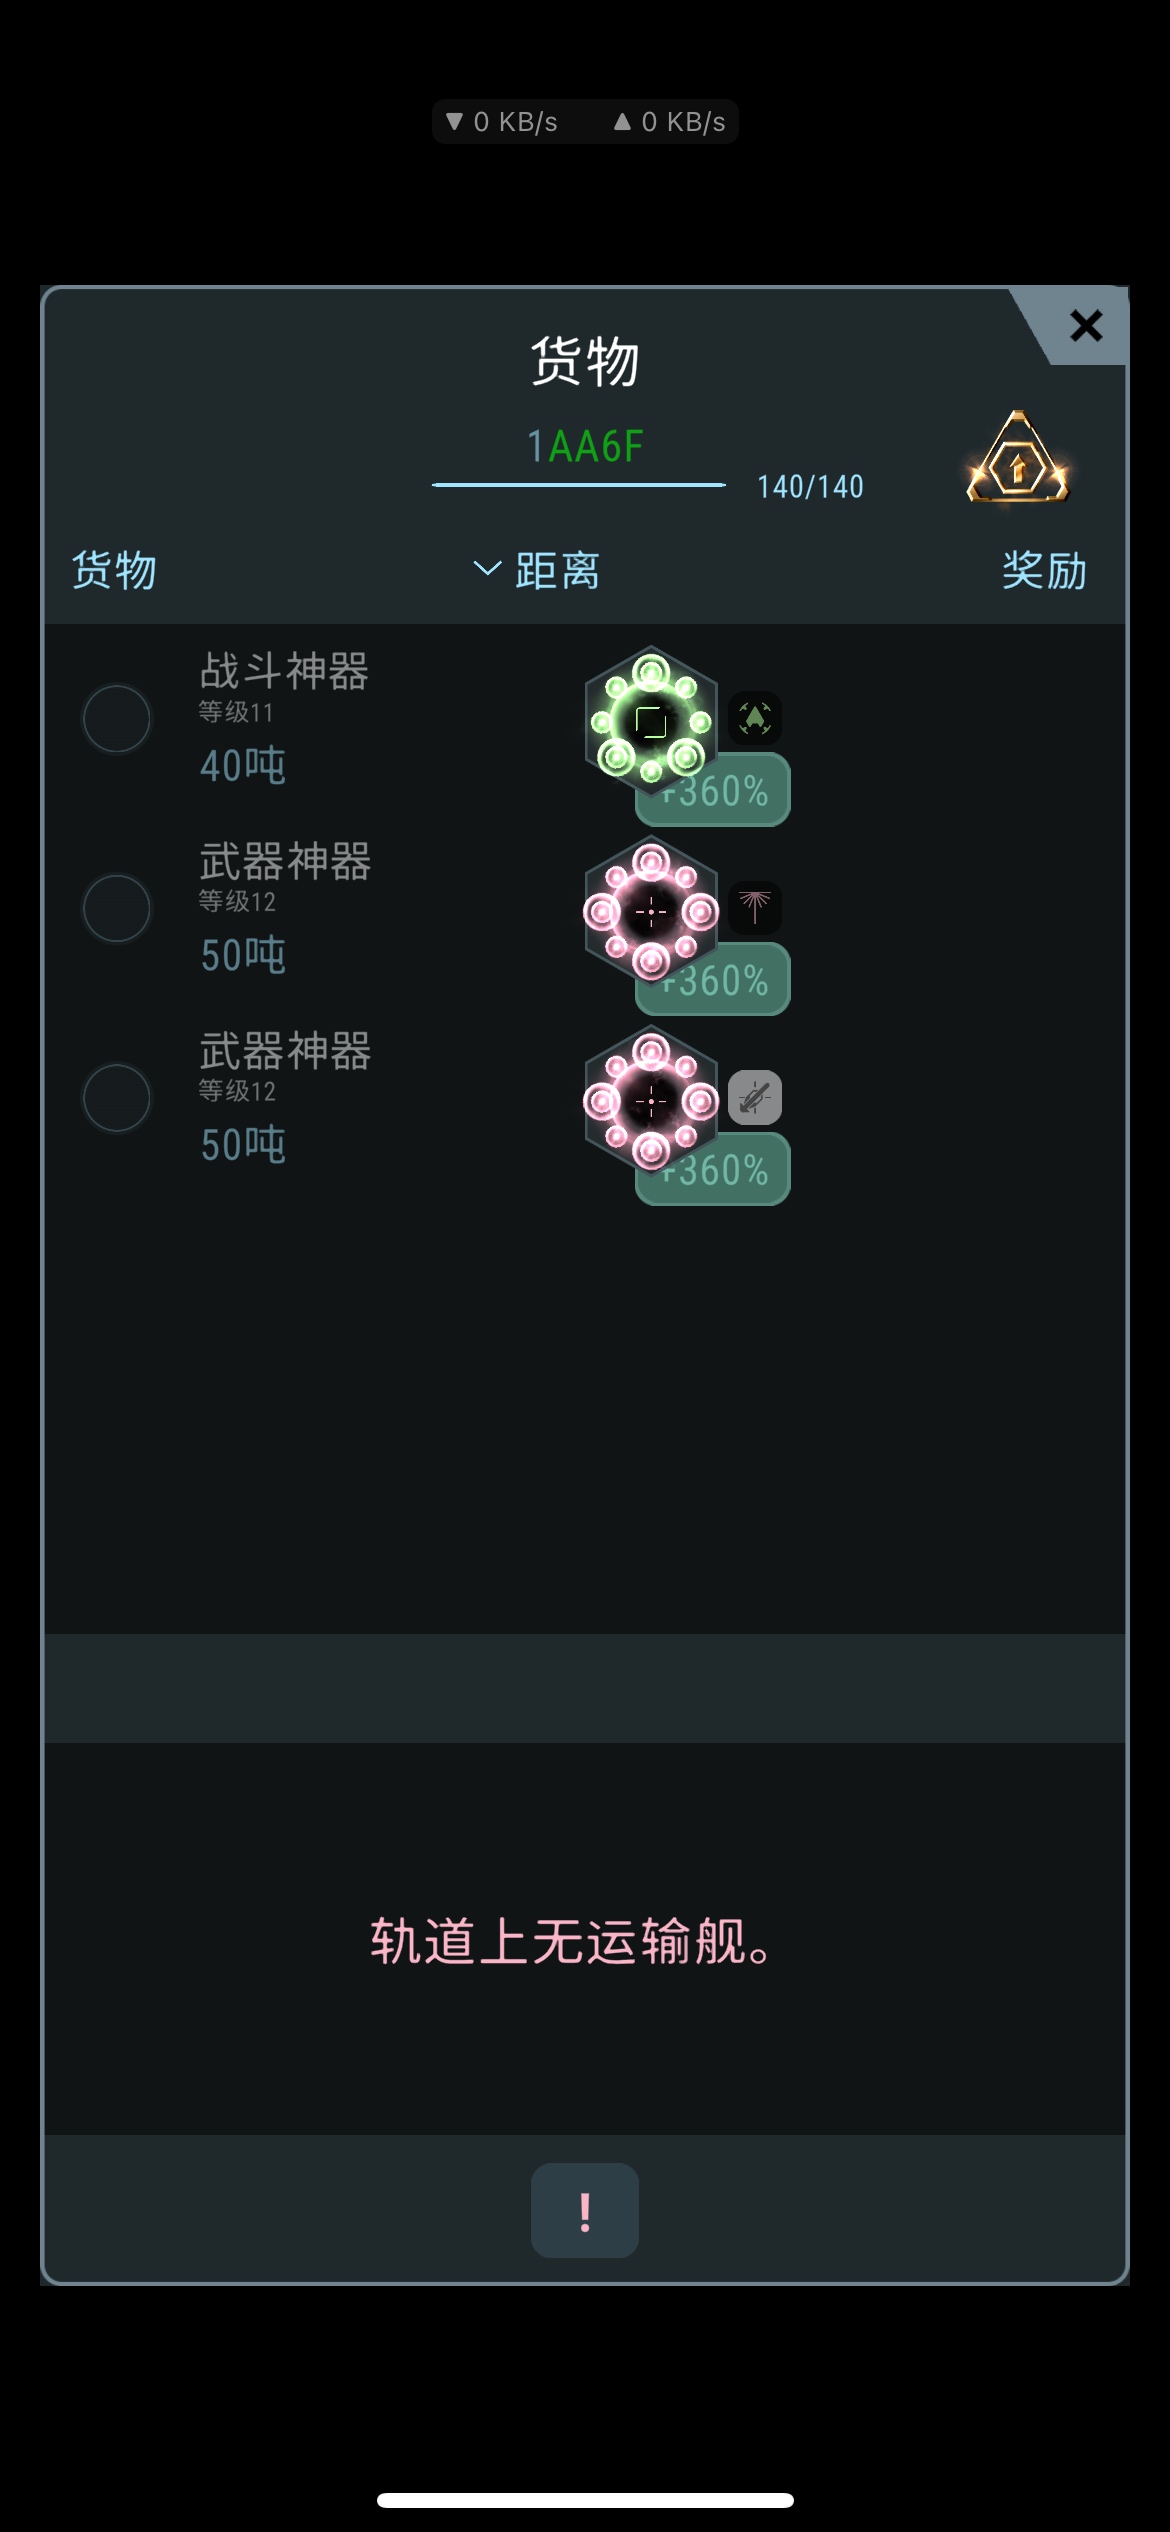 ▼ 0 KB/s ▲ 0 KB/s
货物
1AA6F
140/140
货物 距离 奖励
战斗神器
等级11
40吨
+360%
武器神器
等级12
50吨
+360%
武器神器
等级12
50吨
+360%
轨道上无运输舰。
!